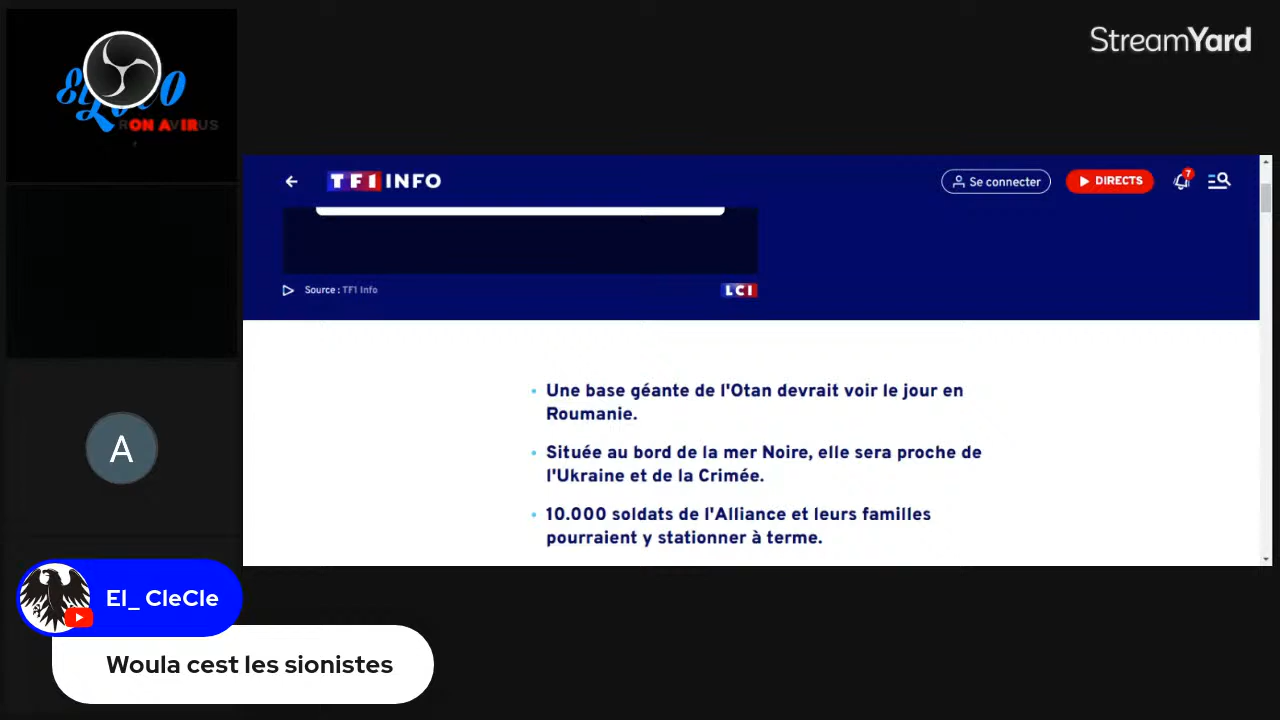 StreamYard
ON AIR
TF1 INFO
Se connecter
DIRECTS
7
Source : TF1 Info
LCI
• Une base géante de l'Otan devrait voir le jour en
Roumanie.
• Située au bord de la mer Noire, elle sera proche de
l'Ukraine et de la Crimée.
• 10.000 soldats de l'Alliance et leurs familles
pourraient y stationner à terme.
A
El_ CleCle
Woula cest les sionistes